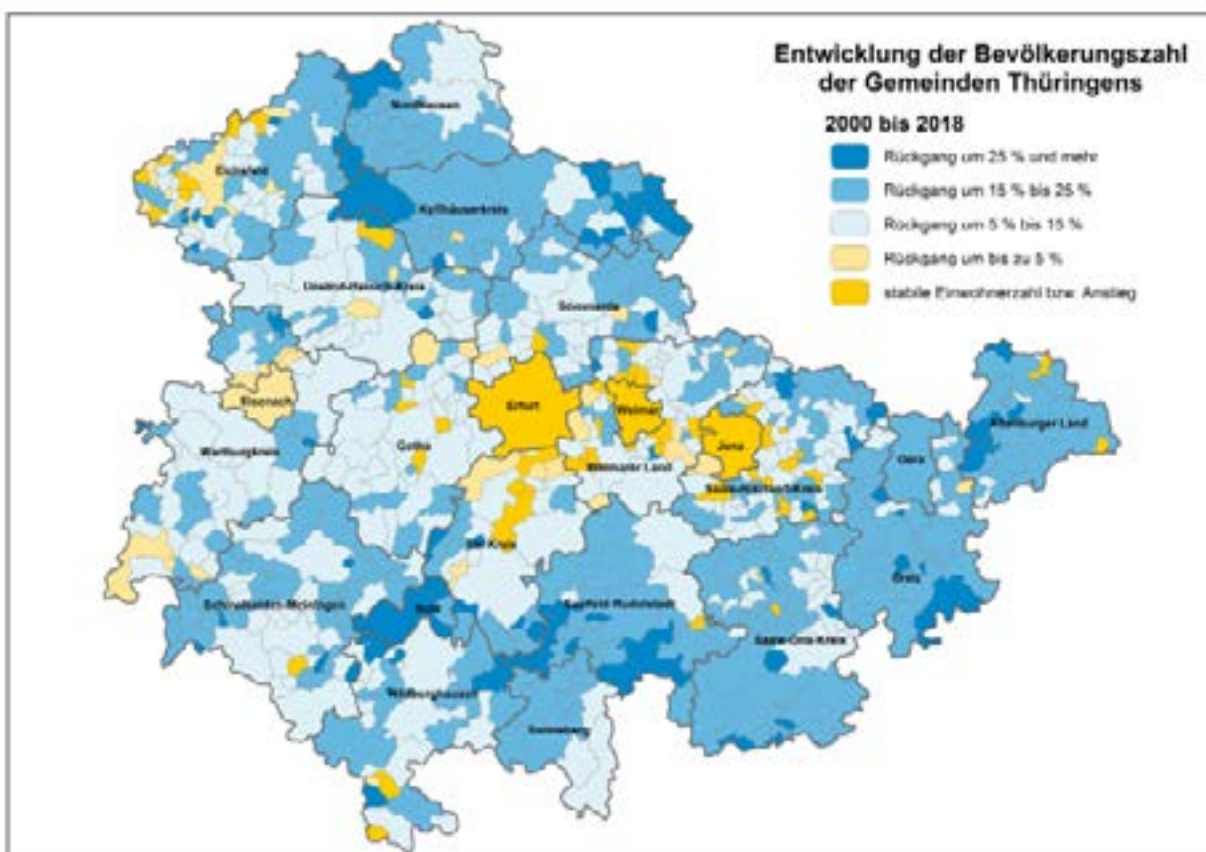 Entwicklung der Bevölkerungszahl
der Gemeinden Thüringens
2000 bis 2018
Rückgang um 25 % und mehr
Rückgang um 15 % bis 25 %
Rückgang um 5 % bis 15 %
Rückgang um bis zu 5 %
stabile Einwohnerzahl bzw. Anstieg
Nordhausen
Eichsfeld
Kyffhäuserkreis
Unstrut-Hainich-Kreis
Sömmerda
Eisenach
Erfurt
Weimar
Jena
Altenburger Land
Gera
Wartburgkreis
Gotha
Weimarer Land
Saale-Holzland-Kreis
Ilm-Kreis
Greiz
Schmalkalden-Meiningen
Suhl
Saalfeld-Rudolstadt
Saale-Orla-Kreis
Hildburghausen
Sonneberg